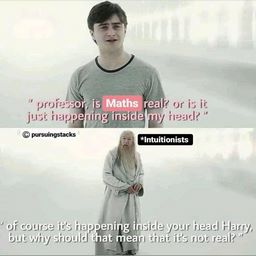 " professor, is Maths real? or is it
just happening inside my head? "
© pursuingstacks
*Intuitionists
" of course it's happening inside your head Harry,
but why should that mean that it's not real? "